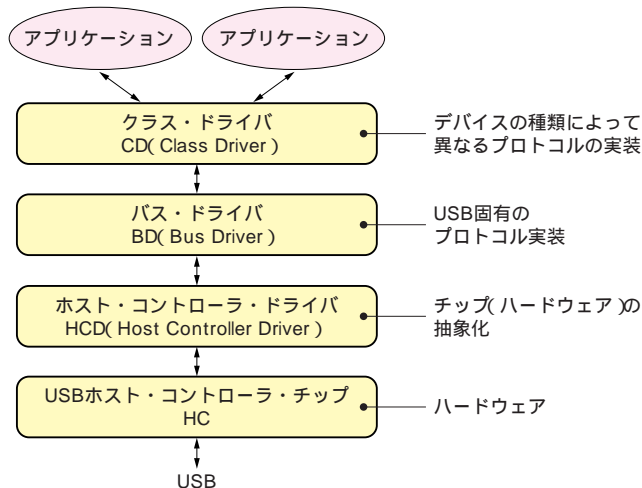 アプリケーション
アプリケーション
クラス・ドライバ
CD(Class Driver)
デバイスの種類によって
異なるプロトコルの実装
バス・ドライバ
BD(Bus Driver)
USB固有の
プロトコル実装
ホスト・コントローラ・ドライバ
HCD(Host Controller Driver)
チップ(ハードウェア)の
抽象化
USBホスト・コントローラ・チップ
HC
ハードウェア
USB